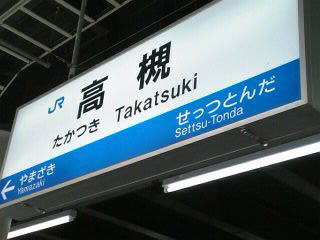 JR 高槻
たかつき Takatsuki
せっつとんだ
Settsu-Tonda
やまざき
Yamazaki